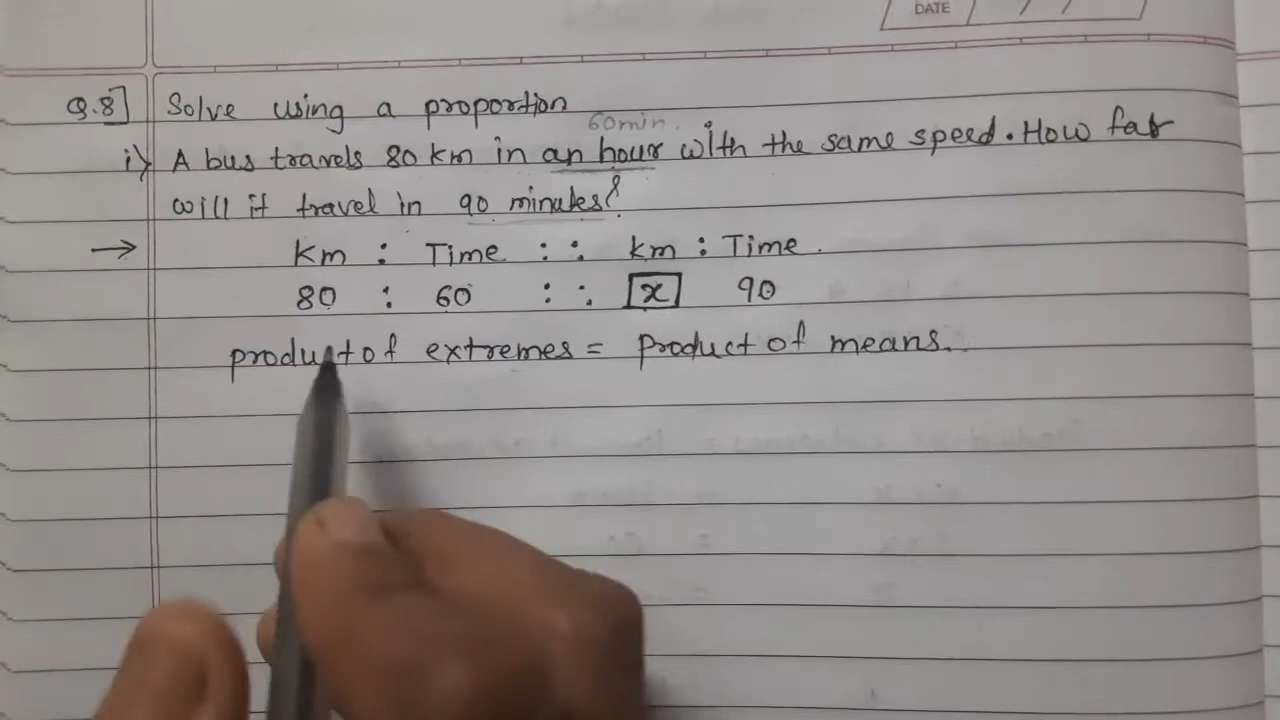 DATE / /
Q.8] Solve using a proportion
60min.
i) A bus travels 80 km in an hour with the same speed. How far
will it travel in 90 minutes?
→ Km : Time :: km : Time.
80 : 60 :: x 90
product of extremes = product of means.